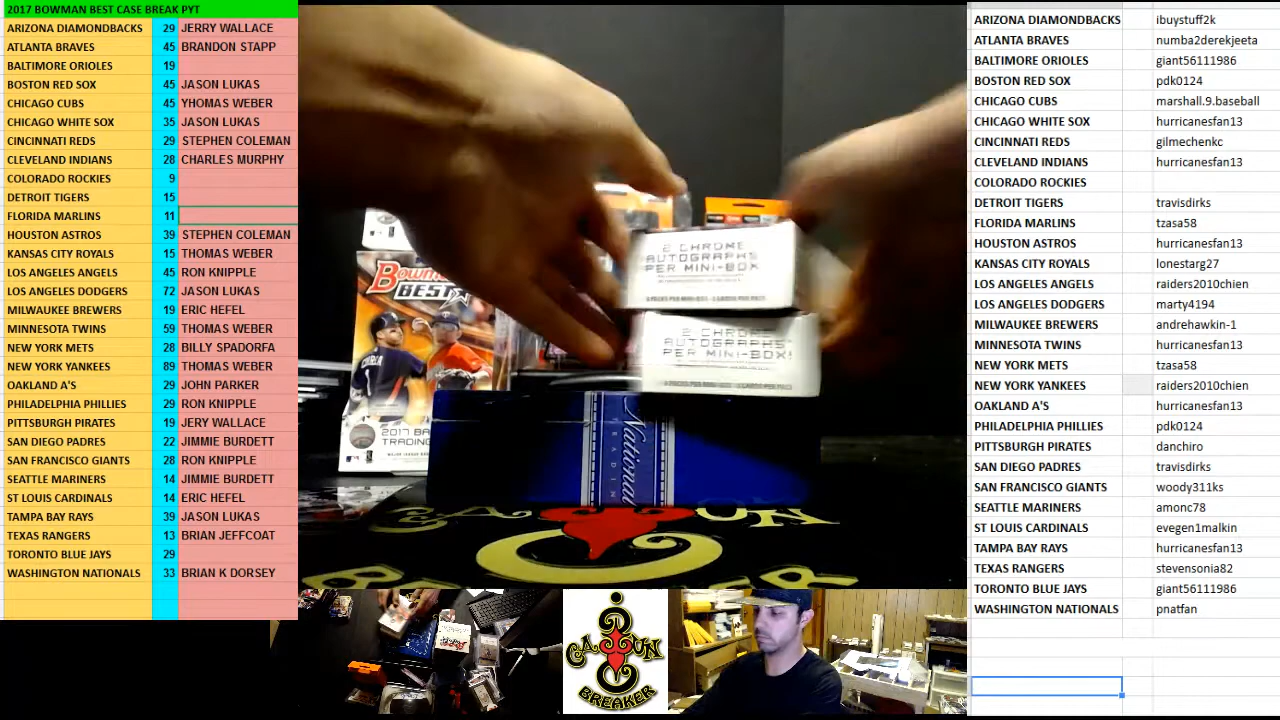 2017 BOWMAN BEST CASE BREAK PYT
ARIZONA DIAMONDBACKS 29 JERRY WALLACE
ATLANTA BRAVES 45 BRANDON STAPP
BALTIMORE ORIOLES 19
BOSTON RED SOX 45 JASON LUKAS
CHICAGO CUBS 45 YHOMAS WEBER
CHICAGO WHITE SOX 35 JASON LUKAS
CINCINNATI REDS 29 STEPHEN COLEMAN
CLEVELAND INDIANS 28 CHARLES MURPHY
COLORADO ROCKIES 9
DETROIT TIGERS 15
FLORIDA MARLINS 11
HOUSTON ASTROS 39 STEPHEN COLEMAN
KANSAS CITY ROYALS 15 THOMAS WEBER
LOS ANGELES ANGELS 45 RON KNIPPLE
LOS ANGELES DODGERS 72 JASON LUKAS
MILWAUKEE BREWERS 19 ERIC HEFEL
MINNESOTA TWINS 59 THOMAS WEBER
NEW YORK METS 28 BILLY SPADORFA
NEW YORK YANKEES 89 THOMAS WEBER
OAKLAND A'S 29 JOHN PARKER
PHILADELPHIA PHILLIES 29 RON KNIPPLE
PITTSBURGH PIRATES 19 JERY WALLACE
SAN DIEGO PADRES 22 JIMMIE BURDETT
SAN FRANCISCO GIANTS 28 RON KNIPPLE
SEATTLE MARINERS 14 JIMMIE BURDETT
ST LOUIS CARDINALS 14 ERIC HEFEL
TAMPA BAY RAYS 39 JASON LUKAS
TEXAS RANGERS 13 BRIAN JEFFCOAT
TORONTO BLUE JAYS 29
WASHINGTON NATIONALS 33 BRIAN K DORSEY
2 CHROME
AUTOGRAPHS
PER MINI-BOX
2 CHROME
AUTOGRAPHS
PER MINI-BOX!
Bowman's
BEST
2017
TRADING
National
CARTOON
BREAKER
ARIZONA DIAMONDBACKS ibuystuff2k
ATLANTA BRAVES numba2derekjeeta
BALTIMORE ORIOLES giant56111986
BOSTON RED SOX pdk0124
CHICAGO CUBS marshall.9.baseball
CHICAGO WHITE SOX hurricanesfan13
CINCINNATI REDS gilmechenkc
CLEVELAND INDIANS hurricanesfan13
COLORADO ROCKIES
DETROIT TIGERS travisdirks
FLORIDA MARLINS tzasa58
HOUSTON ASTROS hurricanesfan13
KANSAS CITY ROYALS lonestarg27
LOS ANGELES ANGELS raiders2010chien
LOS ANGELES DODGERS marty4194
MILWAUKEE BREWERS andrehawkin-1
MINNESOTA TWINS hurricanesfan13
NEW YORK METS tzasa58
NEW YORK YANKEES raiders2010chien
OAKLAND A'S hurricanesfan13
PHILADELPHIA PHILLIES pdk0124
PITTSBURGH PIRATES danchiro
SAN DIEGO PADRES travisdirks
SAN FRANCISCO GIANTS woody311ks
SEATTLE MARINERS amonc78
ST LOUIS CARDINALS evegen1malkin
TAMPA BAY RAYS hurricanesfan13
TEXAS RANGERS stevensonia82
TORONTO BLUE JAYS giant56111986
WASHINGTON NATIONALS pnatfan